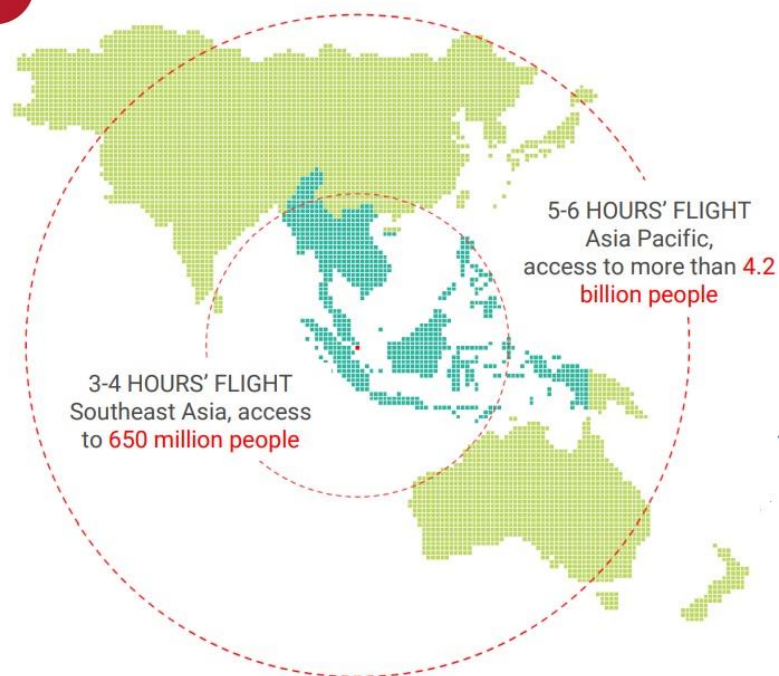 5-6 HOURS’ FLIGHT
Asia Pacific,
access to more than 4.2
billion people
3-4 HOURS’ FLIGHT
Southeast Asia, access
to 650 million people